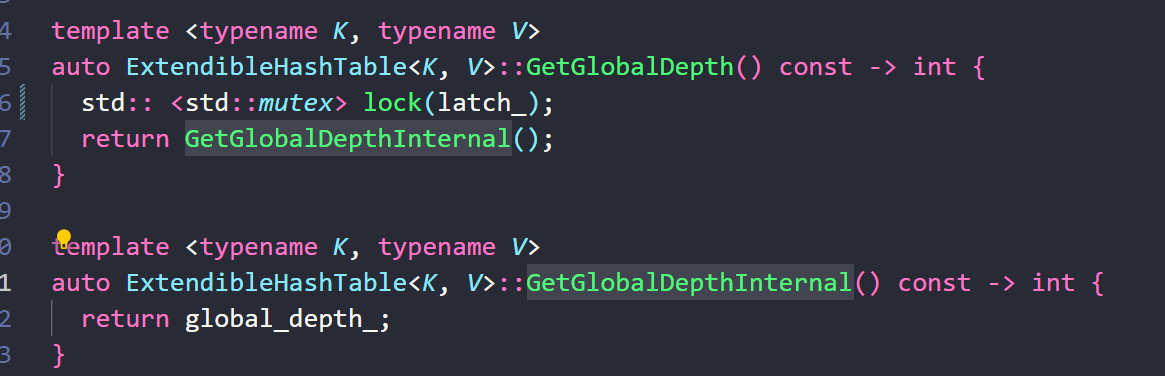 4 template <typename K, typename V>
5 auto ExtendibleHashTable<K, V>::GetGlobalDepth() const -> int {
6 std:: <std::mutex> lock(latch_);
7 return GetGlobalDepthInternal();
8 }
9
0 template <typename K, typename V>
1 auto ExtendibleHashTable<K, V>::GetGlobalDepthInternal() const -> int {
2 return global_depth_;
3 }